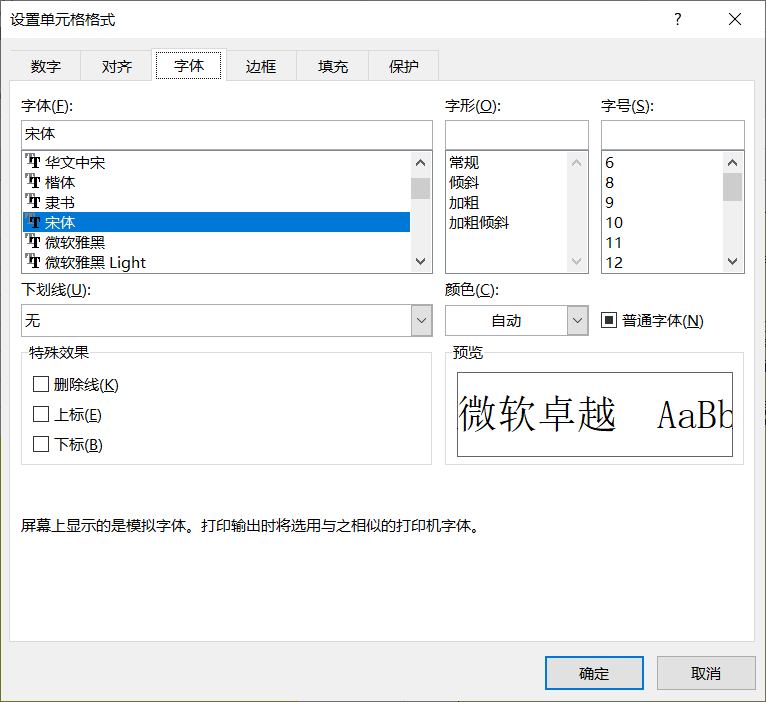 设置单元格格式 ?
数字 对齐 字体 边框 填充 保护
字体(F): 字形(O): 字号(S):
宋体
华文中宋 常规 6
楷体 倾斜 8
隶书 加粗 9
宋体 加粗倾斜 10
微软雅黑 11
微软雅黑 Light 12
下划线(U): 颜色(C):
无 自动 普通字体(N)
特殊效果 预览
删除线(K)
上标(E)
下标(B)
微软卓越 AaBb
屏幕上显示的是模拟字体。打印输出时将选用与之相似的打印机字体。
确定 取消